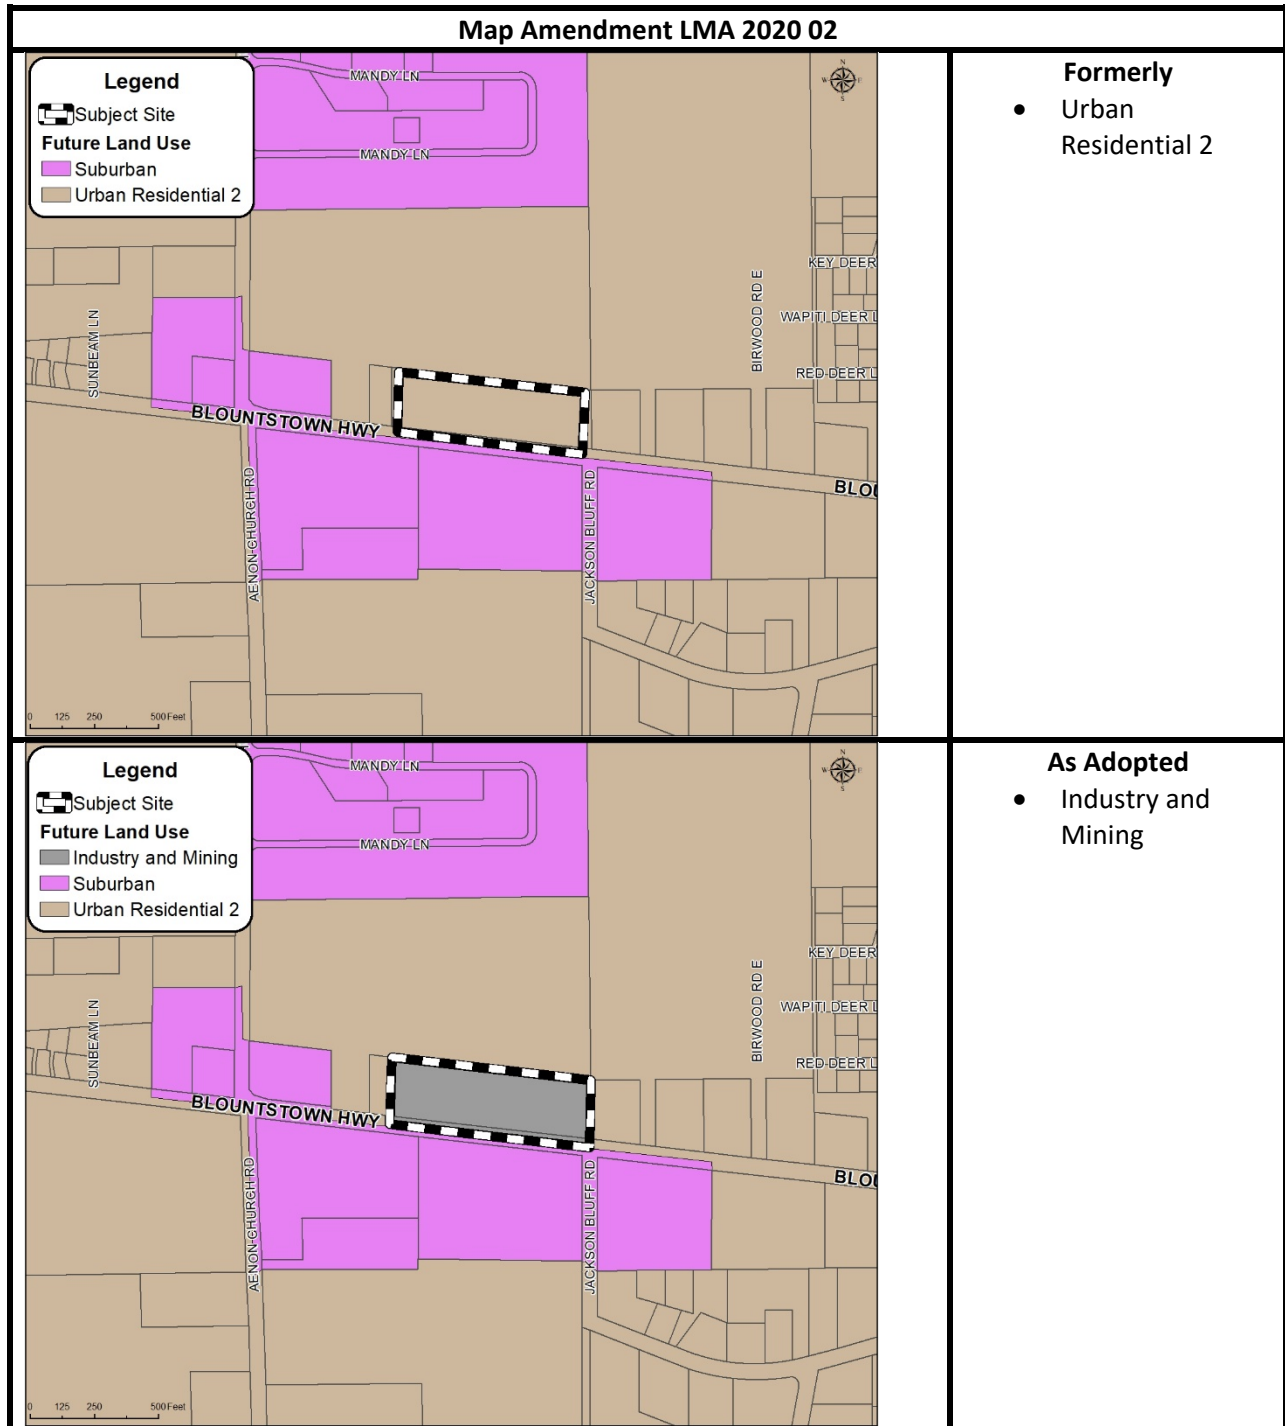 Map Amendment LMA 2020 02
Legend
Subject Site
Future Land Use
Suburban
Urban Residential 2
MANDY LN
MANDY LN
N
W
S
KEY DEER
BIRWOOD RD E
WAPITI DEER L
SUNBEAM LN
RED DEER L
BLOUNTSTOWN HWY
BLOU
AENON CHURCH RD
JACKSON BLUFF RD
0 125 250 500 Feet
Formerly
• Urban
Residential 2
Legend
Subject Site
Future Land Use
Industry and Mining
Suburban
Urban Residential 2
MANDY LN
MANDY LN
N
W
S
KEY DEER
BIRWOOD RD E
WAPITI DEER L
SUNBEAM LN
RED DEER L
BLOUNTSTOWN HWY
BLOU
AENON CHURCH RD
JACKSON BLUFF RD
0 125 250 500 Feet
As Adopted
• Industry and
Mining